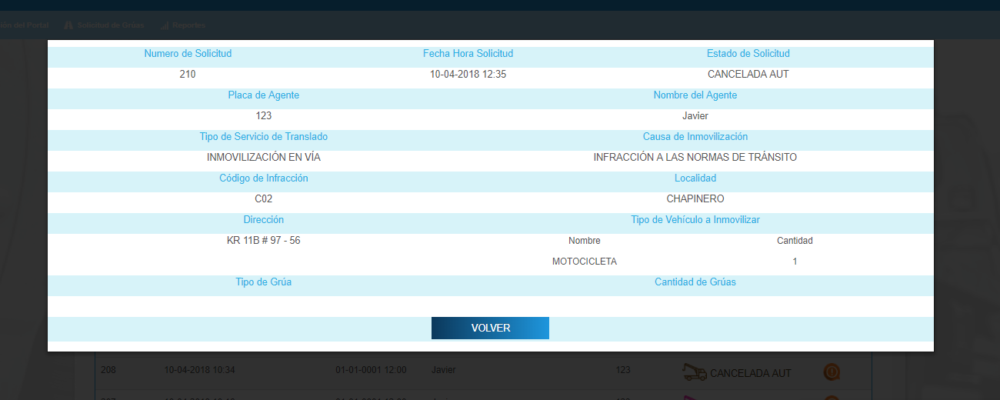 ión del Portal Solicitud de Grúas Reportes
Numero de Solicitud Fecha Hora Solicitud Estado de Solicitud
210 10-04-2018 12:35 CANCELADA AUT
Placa de Agente Nombre del Agente
123 Javier
Tipo de Servicio de Translado Causa de Inmovilización
INMOVILIZACIÓN EN VÍA INFRACCIÓN A LAS NORMAS DE TRÁNSITO
Código de Infracción Localidad
C02 CHAPINERO
Dirección Tipo de Vehículo a Inmovilizar
KR 11B # 97 - 56 Nombre Cantidad
MOTOCICLETA 1
Tipo de Grúa Cantidad de Grúas
VOLVER
208 10-04-2018 10:34 01-01-0001 12:00 Javier 123 CANCELADA AUT